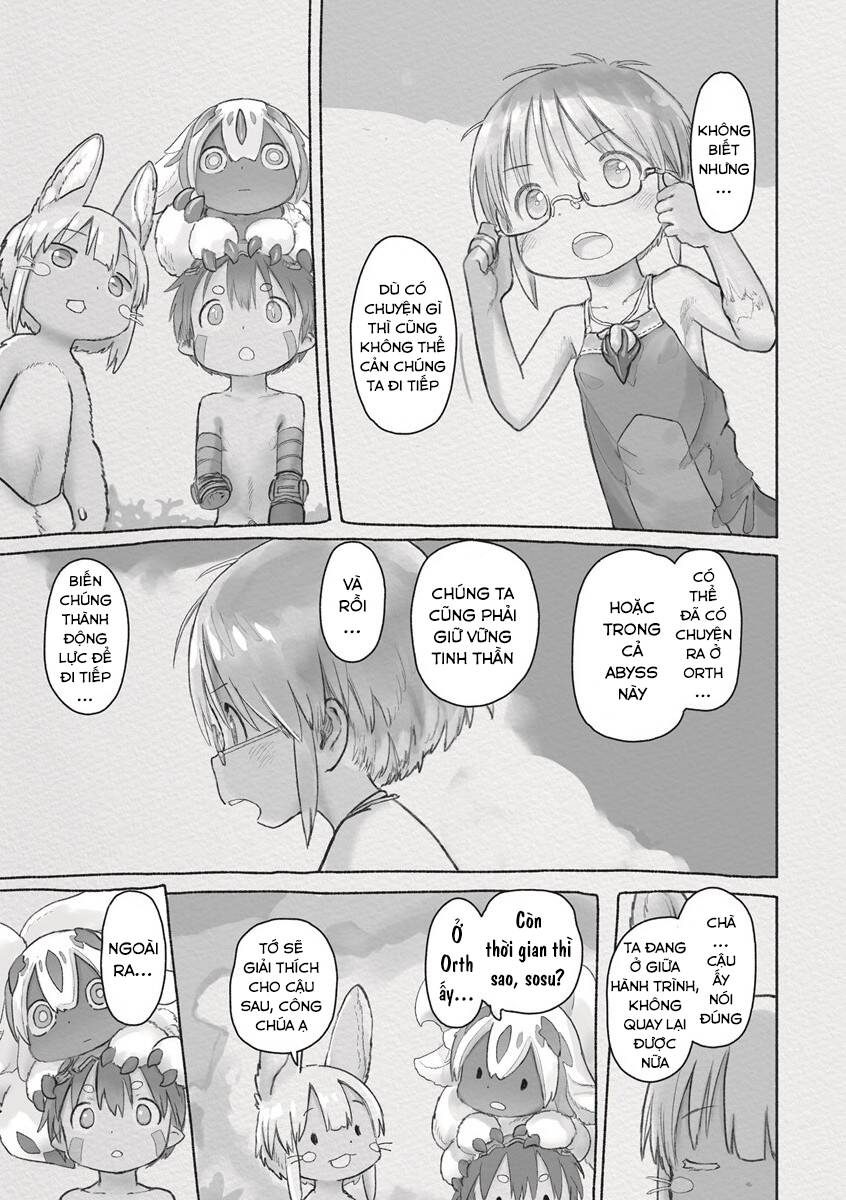 KHÔNG
BIẾT
NHƯNG
...
DÙ CÓ
CHUYỆN GÌ
THÌ CŨNG
KHÔNG THỂ
CẢN CHÚNG
TA ĐI TIẾP
CÓ
THỂ
ĐÃ CÓ
CHUYỆN
RA Ở
ORTH
...
HOẶC
TRONG
CẢ
ABYSS
NÀY
CHÚNG TA
CŨNG PHẢI
GIỮ VỮNG
TINH THẦN
VÀ
RỒI
...
BIẾN
CHÚNG
THÀNH
ĐỘNG
LỰC ĐỂ
ĐI TIẾP
...
CHÀ
...
CẬU
ẤY
NÓI
ĐÚNG
TA ĐANG
Ở GIỮA
HÀNH TRÌNH,
KHÔNG
QUAY LẠI
ĐƯỢC
NỮA
Còn
thời gian thì
sao, sosu?
Ở
Orth
ấy...
TỚ SẼ
GIẢI THÍCH
CHO CẬU
SAU, CÔNG
CHÚA Ạ
NGOÀI
RA...